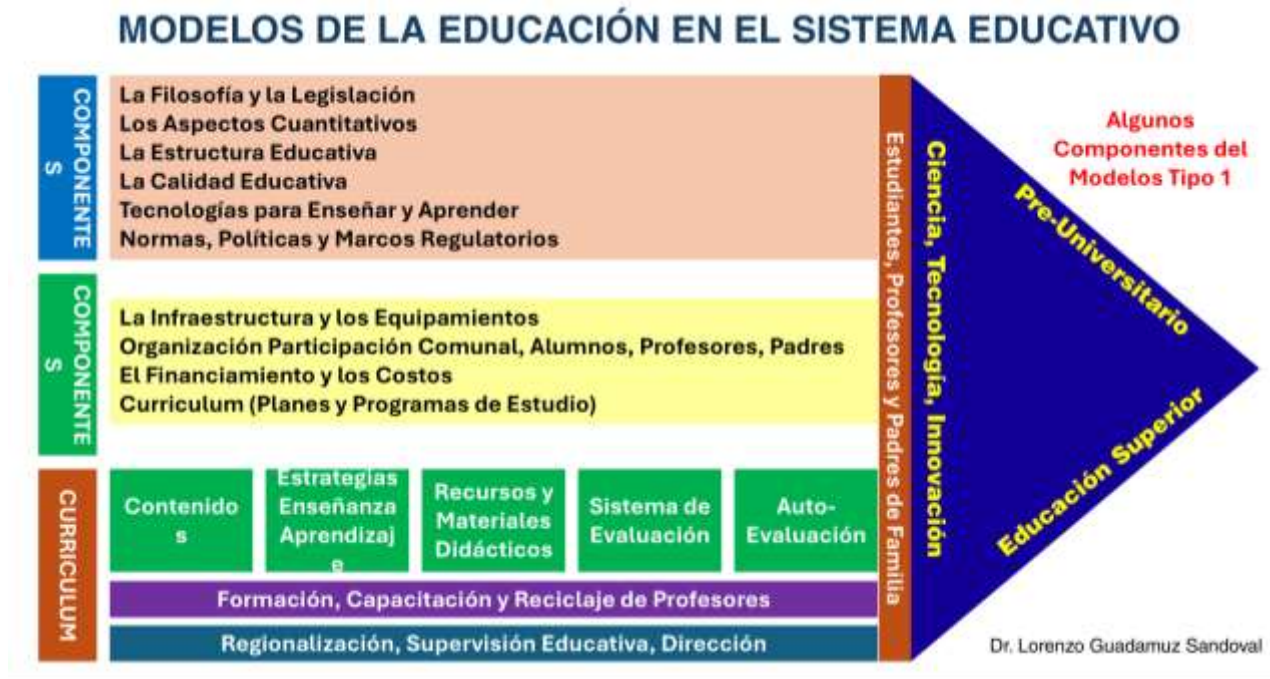 MODELOS DE LA EDUCACIÓN EN EL SISTEMA EDUCATIVO
COMPONENTE
S
La Filosofía y la Legislación
Los Aspectos Cuantitativos
La Estructura Educativa
La Calidad Educativa
Tecnologías para Enseñar y Aprender
Normas, Políticas y Marcos Regulatorios
COMPONENTE
S
La Infraestructura y los Equipamientos
Organización Participación Comunal, Alumnos, Profesores, Padres
El Financiamiento y los Costos
Curriculum (Planes y Programas de Estudio)
CURRICULUM
Contenido
s
Estrategias
Enseñanza
Aprendizaj
e
Recursos y
Materiales
Didácticos
Sistema de
Evaluación
Auto-
Evaluación
Formación, Capacitación y Reciclaje de Profesores
Regionalización, Supervisión Educativa, Dirección
Estudiantes, Profesores y Padres de Familia
Ciencia, Tecnología, Innovación
Pre-Universitario
Educación Superior
Algunos
Componentes del
Modelos Tipo 1
Dr. Lorenzo Guadamuz Sandoval